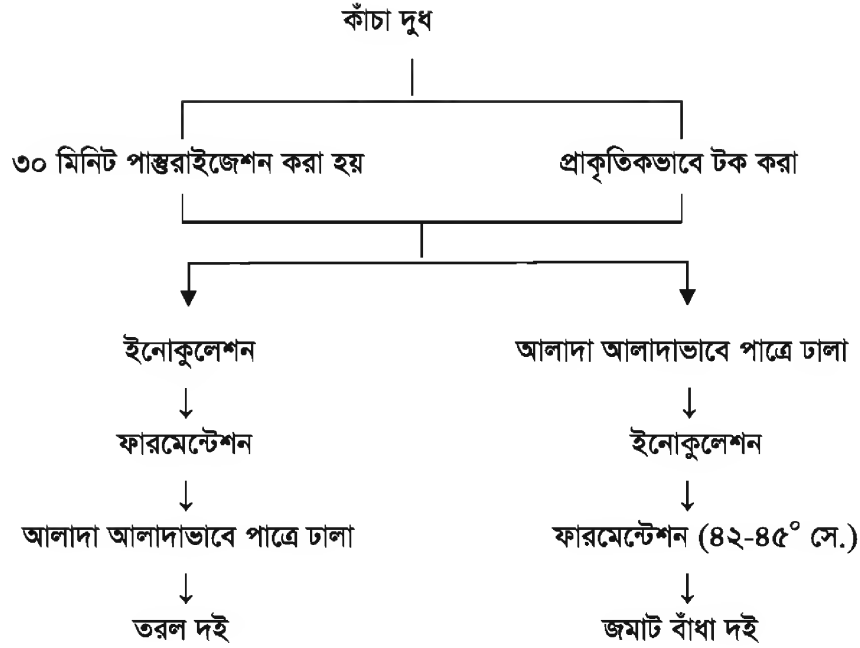 কাঁচা দুধ
৩০ মিনিট পাস্তুরাইজেশন করা হয়
প্রাকৃতিকভাবে টক করা
ইনোকুলেশন
আলাদা আলাদাভাবে পাত্রে ঢালা
ফারমেন্টেশন
ইনোকুলেশন
আলাদা আলাদাভাবে পাত্রে ঢালা
ফারমেন্টেশন (৪২-৪৫° সে.)
তরল দই
জমাট বাঁধা দই